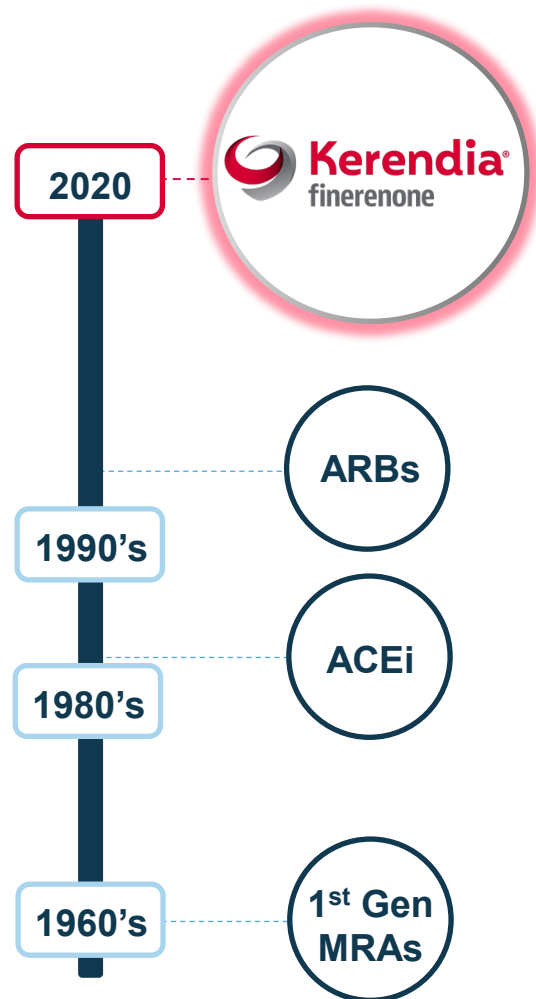 2020
Kerendia®
finerenone
ARBs
1990’s
ACEi
1980’s
1960’s
1st Gen
MRAs